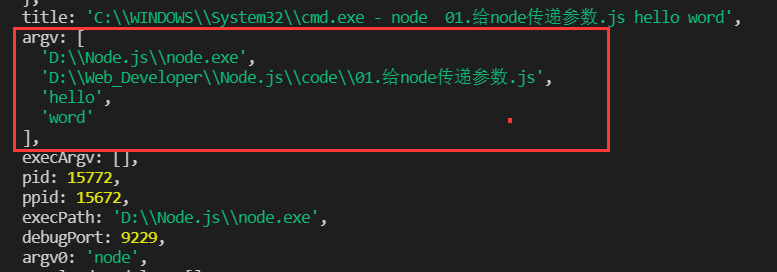 title: 'C:\\WINDOWS\\System32\\cmd.exe - node  01.给node传递参数.js hello word',
argv: [
'D:\\Node.js\\node.exe',
'D:\\Web_Developer\\Node.js\\code\\01.给node传递参数.js',
'hello',
'word'
],
execArgv: [],
pid: 15772,
ppid: 15672,
execPath: 'D:\\Node.js\\node.exe',
debugPort: 9229,
argv0: 'node',